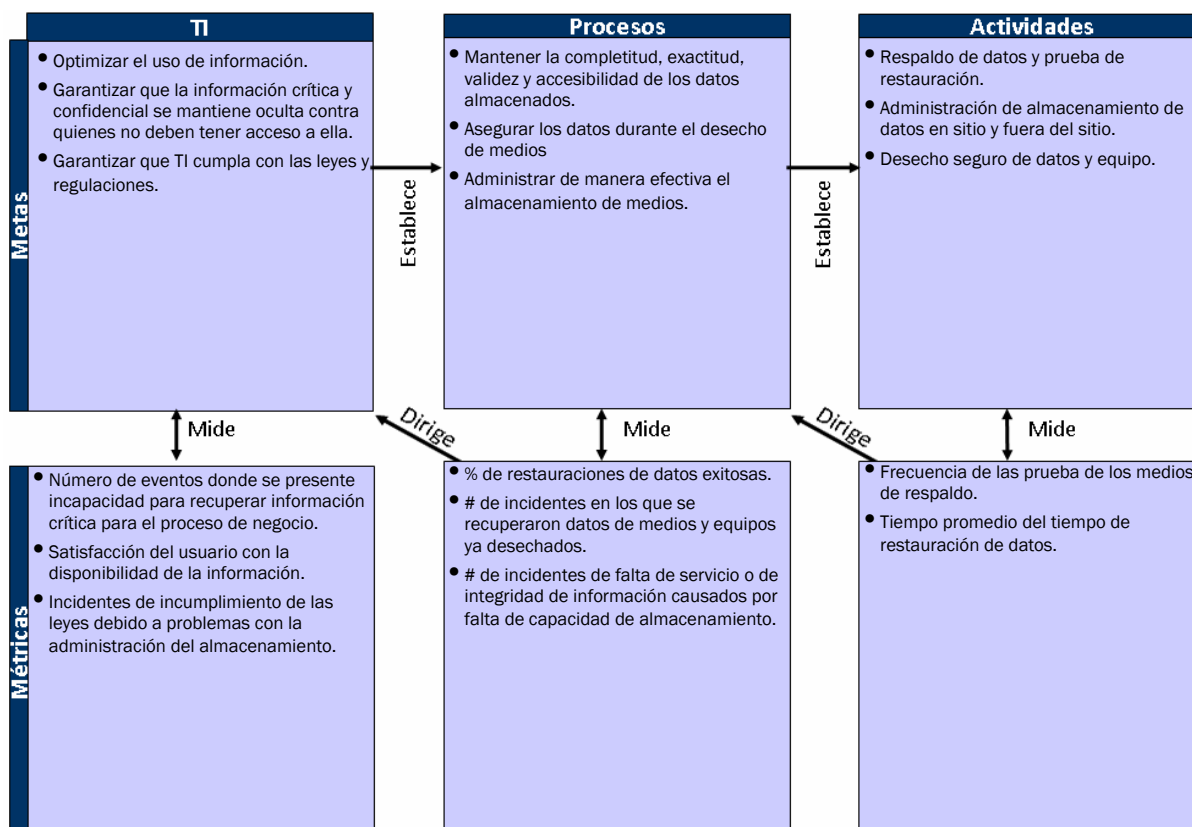 TI
Procesos
Actividades
Metas
• Optimizar el uso de información.
• Garantizar que la información crítica y
confidencial se mantiene oculta contra
quienes no deben tener acceso a ella.
• Garantizar que TI cumpla con las leyes y
regulaciones.
Establece
• Mantener la completitud, exactitud,
validez y accesibilidad de los datos
almacenados.
• Asegurar los datos durante el desecho
de medios
• Administrar de manera efectiva el
almacenamiento de medios.
Establece
• Respaldo de datos y prueba de
restauración.
• Administración de almacenamiento de
datos en sitio y fuera del sitio.
• Desecho seguro de datos y equipo.
Mide
Dirige
Mide
Dirige
Mide
Métricas
• Número de eventos donde se presente
incapacidad para recuperar información
crítica para el proceso de negocio.
• Satisfacción del usuario con la
disponibilidad de la información.
• Incidentes de incumplimiento de las
leyes debido a problemas con la
administración del almacenamiento.
• % de restauraciones de datos exitosas.
• # de incidentes en los que se
recuperaron datos de medios y equipos
ya desechados.
• # de incidentes de falta de servicio o de
integridad de información causados por
falta de capacidad de almacenamiento.
• Frecuencia de las prueba de los medios
de respaldo.
• Tiempo promedio del tiempo de
restauración de datos.